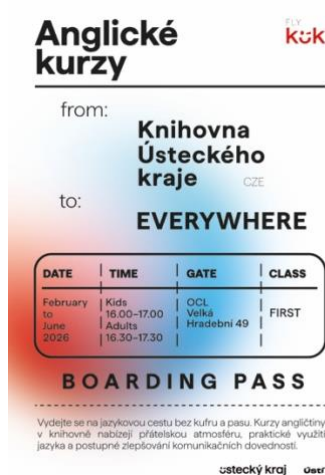 Anglické
kurzy
FLY
kük
from:
Knihovna
Ústeckého
kraje
CZE
to:
EVERYWHERE
DATE TIME GATE CLASS
February
to
June
2026
Kids
16.00–17.00
Adults
16.30–17.30
OCL
Velká
Hradební 49
FIRST
BOARDING PASS
Vydejte se na jazykovou cestu bez kufru a pasu. Kurzy angličtiny
v knihovně nabízejí přátelskou atmosféru, praktické využití
jazyka a postupné zlepšování komunikačních dovedností.
ústecký kraj